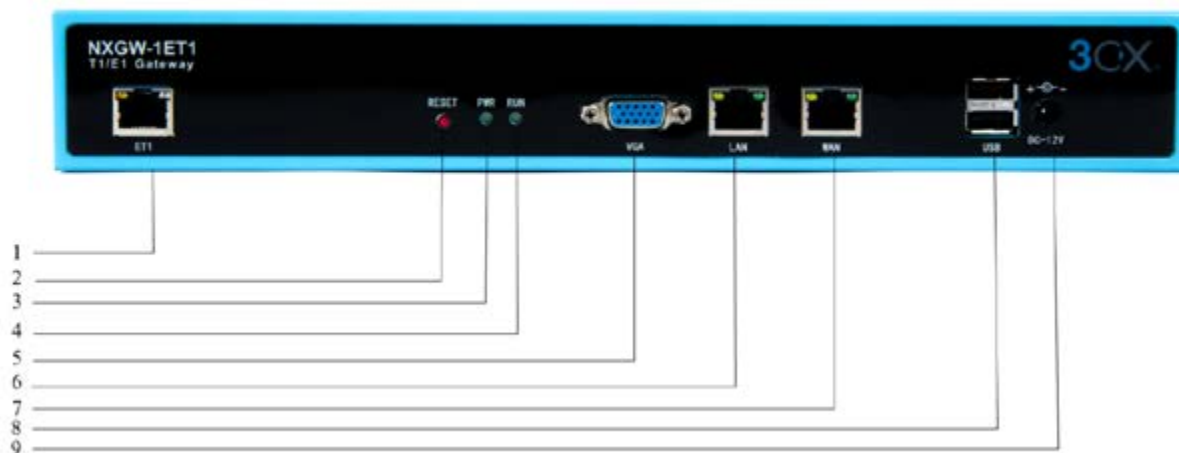 NXGW-1ET1
T1/E1 Gateway
3CX
ET1
RESET PWR RUN
VGA
LAN
WAN
USB
DC-12V
1
2
3
4
5
6
7
8
9